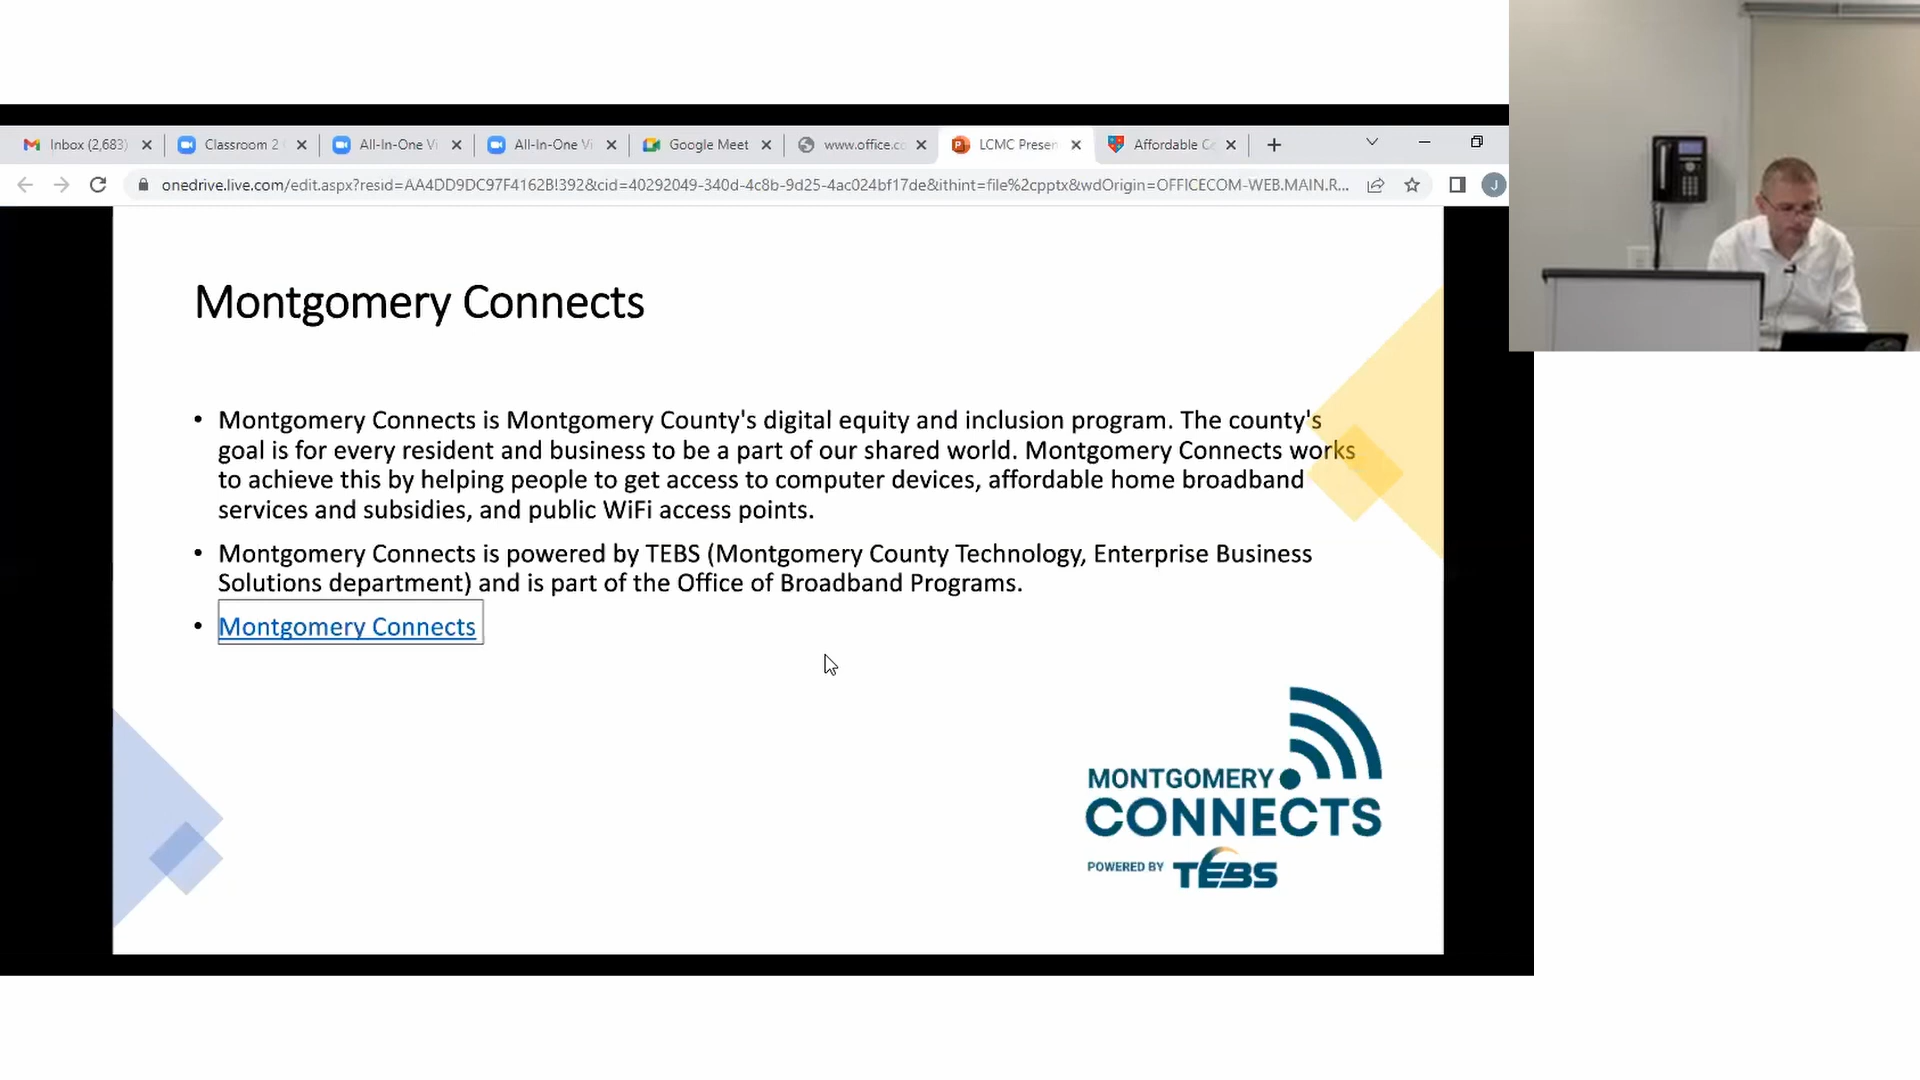 Inbox (2,683)
Classroom 2
All-In-One Vi
All-In-One Vi
Google Meet
www.office.cc
LCMC Presen
Affordable C
onedrive.live.com/edit.aspx?resid=AA4DD9DC97F4162B!392&cid=40292049-340d-4c8b-9d25-4ac024bf17de&ithint=file%2cpptx&wdOrigin=OFFICECOM-WEB.MAIN.R...
J
Montgomery Connects
• Montgomery Connects is Montgomery County's digital equity and inclusion program. The county's
goal is for every resident and business to be a part of our shared world. Montgomery Connects works
to achieve this by helping people to get access to computer devices, affordable home broadband
services and subsidies, and public WiFi access points.
• Montgomery Connects is powered by TEBS (Montgomery County Technology, Enterprise Business
Solutions department) and is part of the Office of Broadband Programs.
• Montgomery Connects
MONTGOMERY
CONNECTS
POWERED BY TEBS